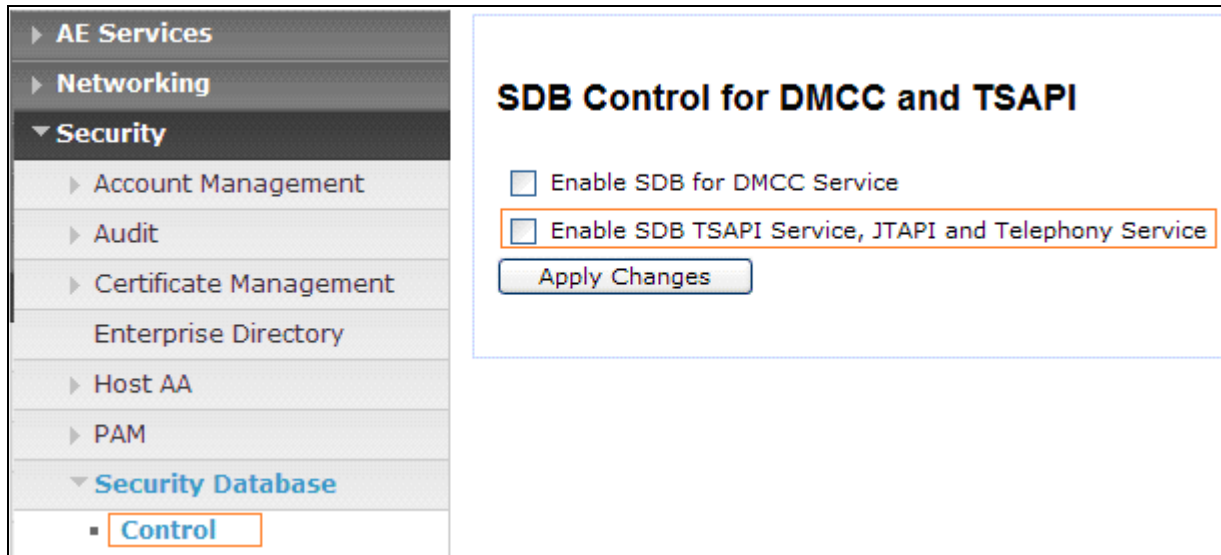 AE Services
Networking
Security
Account Management
Audit
Certificate Management
Enterprise Directory
Host AA
PAM
Security Database
Control
SDB Control for DMCC and TSAPI
Enable SDB for DMCC Service
Enable SDB TSAPI Service, JTAPI and Telephony Service
Apply Changes